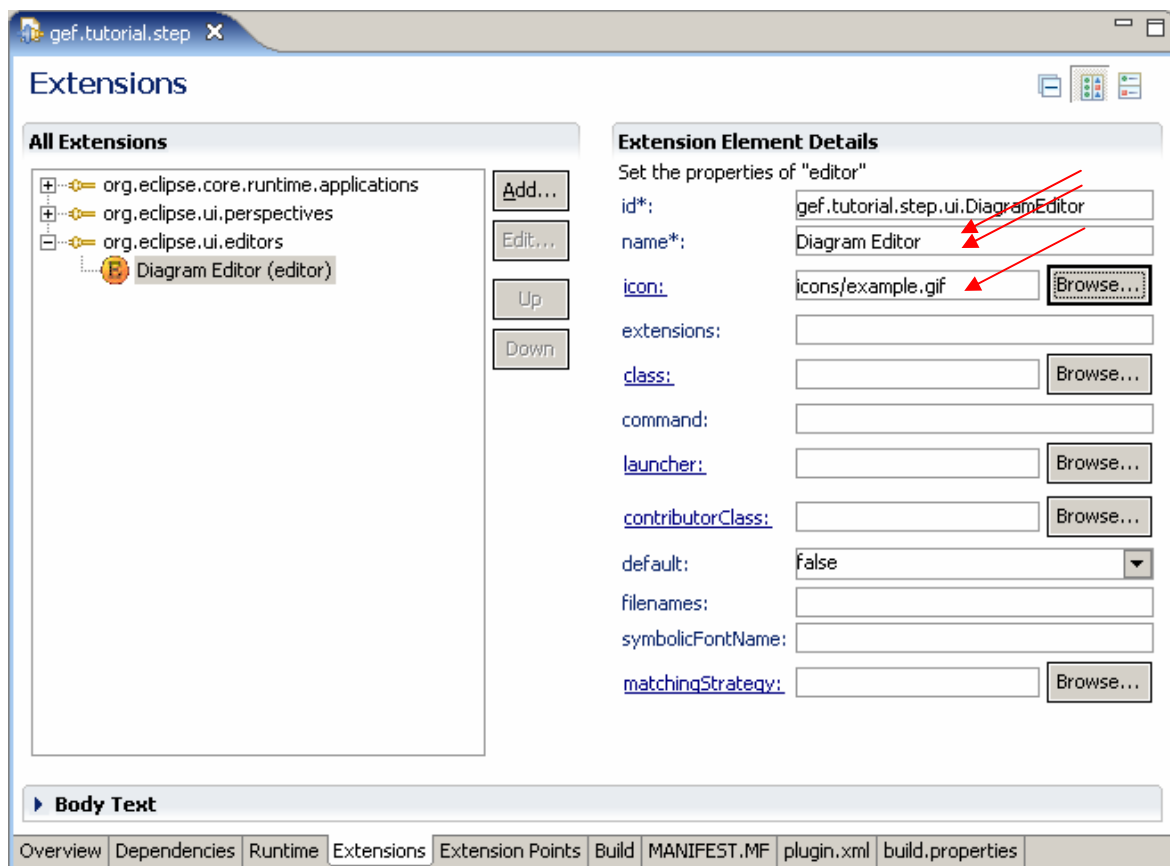 gef.tutorial.step
Extensions
All Extensions
org.eclipse.core.runtime.applications
org.eclipse.ui.perspectives
org.eclipse.ui.editors
E Diagram Editor (editor)
Add...
Edit...
Up
Down
Extension Element Details
Set the properties of "editor"
id*: gef.tutorial.step.ui.DiagramEditor
name*: Diagram Editor
icon: icons/example.gif Browse...
extensions:
class: Browse...
command:
launcher: Browse...
contributorClass: Browse...
default: false
filenames:
symbolicFontName:
matchingStrategy: Browse...
Body Text
Overview Dependencies Runtime Extensions Extension Points Build MANIFEST.MF plugin.xml build.properties